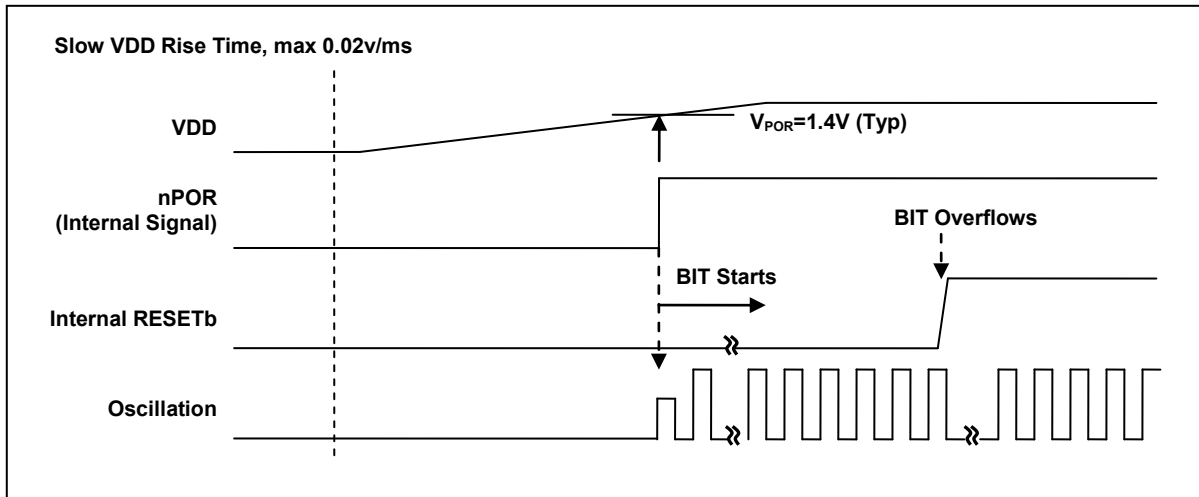 Slow VDD Rise Time, max 0.02v/ms
VDD
VPOR=1.4V (Typ)
nPOR
(Internal Signal)
BIT Overflows
BIT Starts
Internal RESETb
Oscillation